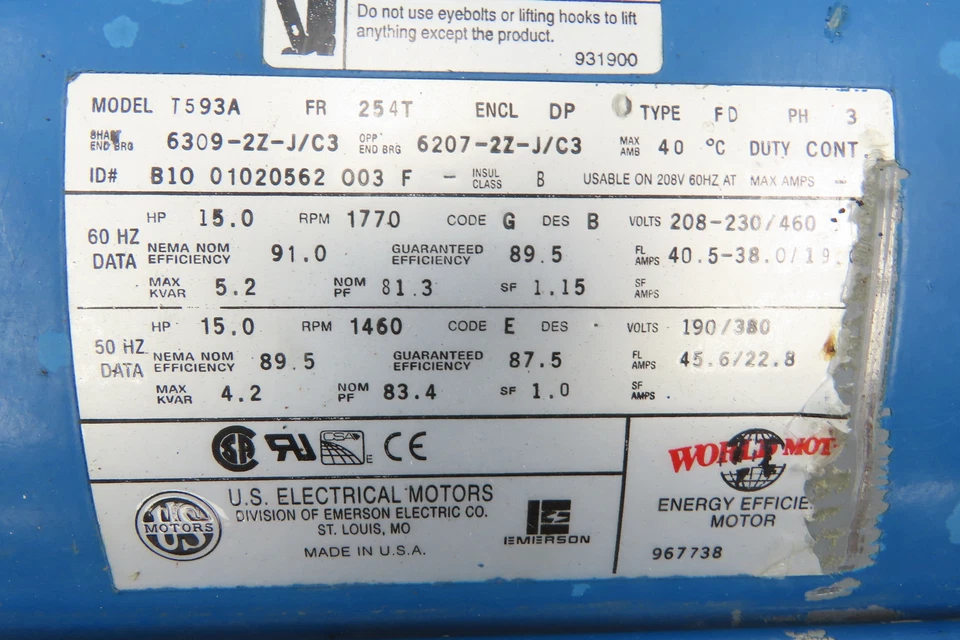 Do not use eyebolts or lifting hooks to lift
anything except the product.
931900
MODEL T593A FR 254T ENCL DP TYPE FD PH 3
SHAFT END BRG 6309-2Z-J/C3 OPP END BRG 6207-2Z-J/C3 MAX AMB 40 °C DUTY CONT
ID# B10 01020562 003 F - INSUL CLASS B USABLE ON 208V 60HZ AT MAX AMPS -
60 HZ DATA
HP 15.0 RPM 1770 CODE G DES B VOLTS 208-230/460
NEMA NOM EFFICIENCY 91.0 GUARANTEED EFFICIENCY 89.5 FL AMPS 40.5-38.0/19.0
MAX KVAR 5.2 NOM PF 81.3 SF 1.15 SF AMPS
50 HZ DATA
HP 15.0 RPM 1460 CODE E DES - VOLTS 190/380
NEMA NOM EFFICIENCY 89.5 GUARANTEED EFFICIENCY 87.5 FL AMPS 45.6/22.8
MAX KVAR 4.2 NOM PF 83.4 SF 1.0 SF AMPS
SA RU CSA E CE
WORLD MOT
ENERGY EFFICIE
MOTOR
967738
US MOTORS
U.S. ELECTRICAL MOTORS
DIVISION OF EMERSON ELECTRIC CO.
ST. LOUIS, MO
MADE IN U.S.A.
EMERSON